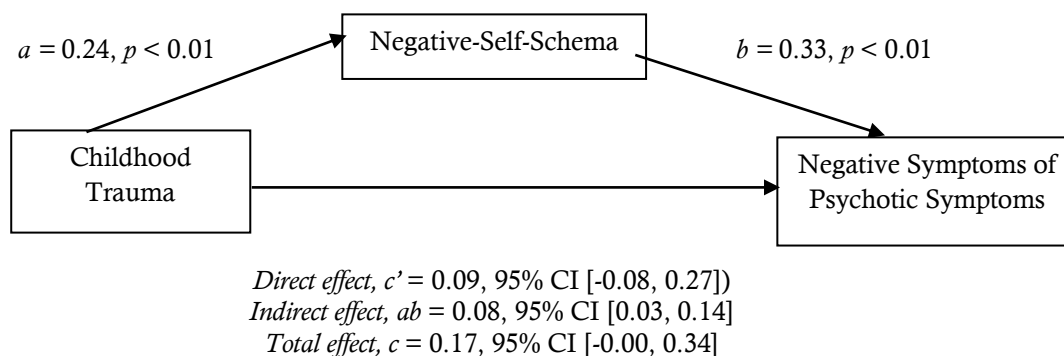 Negative-Self-Schema
a = 0.24, p < 0.01
b = 0.33, p < 0.01
Childhood
Trauma
Negative Symptoms of
Psychotic Symptoms
Direct effect, c’ = 0.09, 95% CI [-0.08, 0.27])
Indirect effect, ab = 0.08, 95% CI [0.03, 0.14]
Total effect, c = 0.17, 95% CI [-0.00, 0.34]